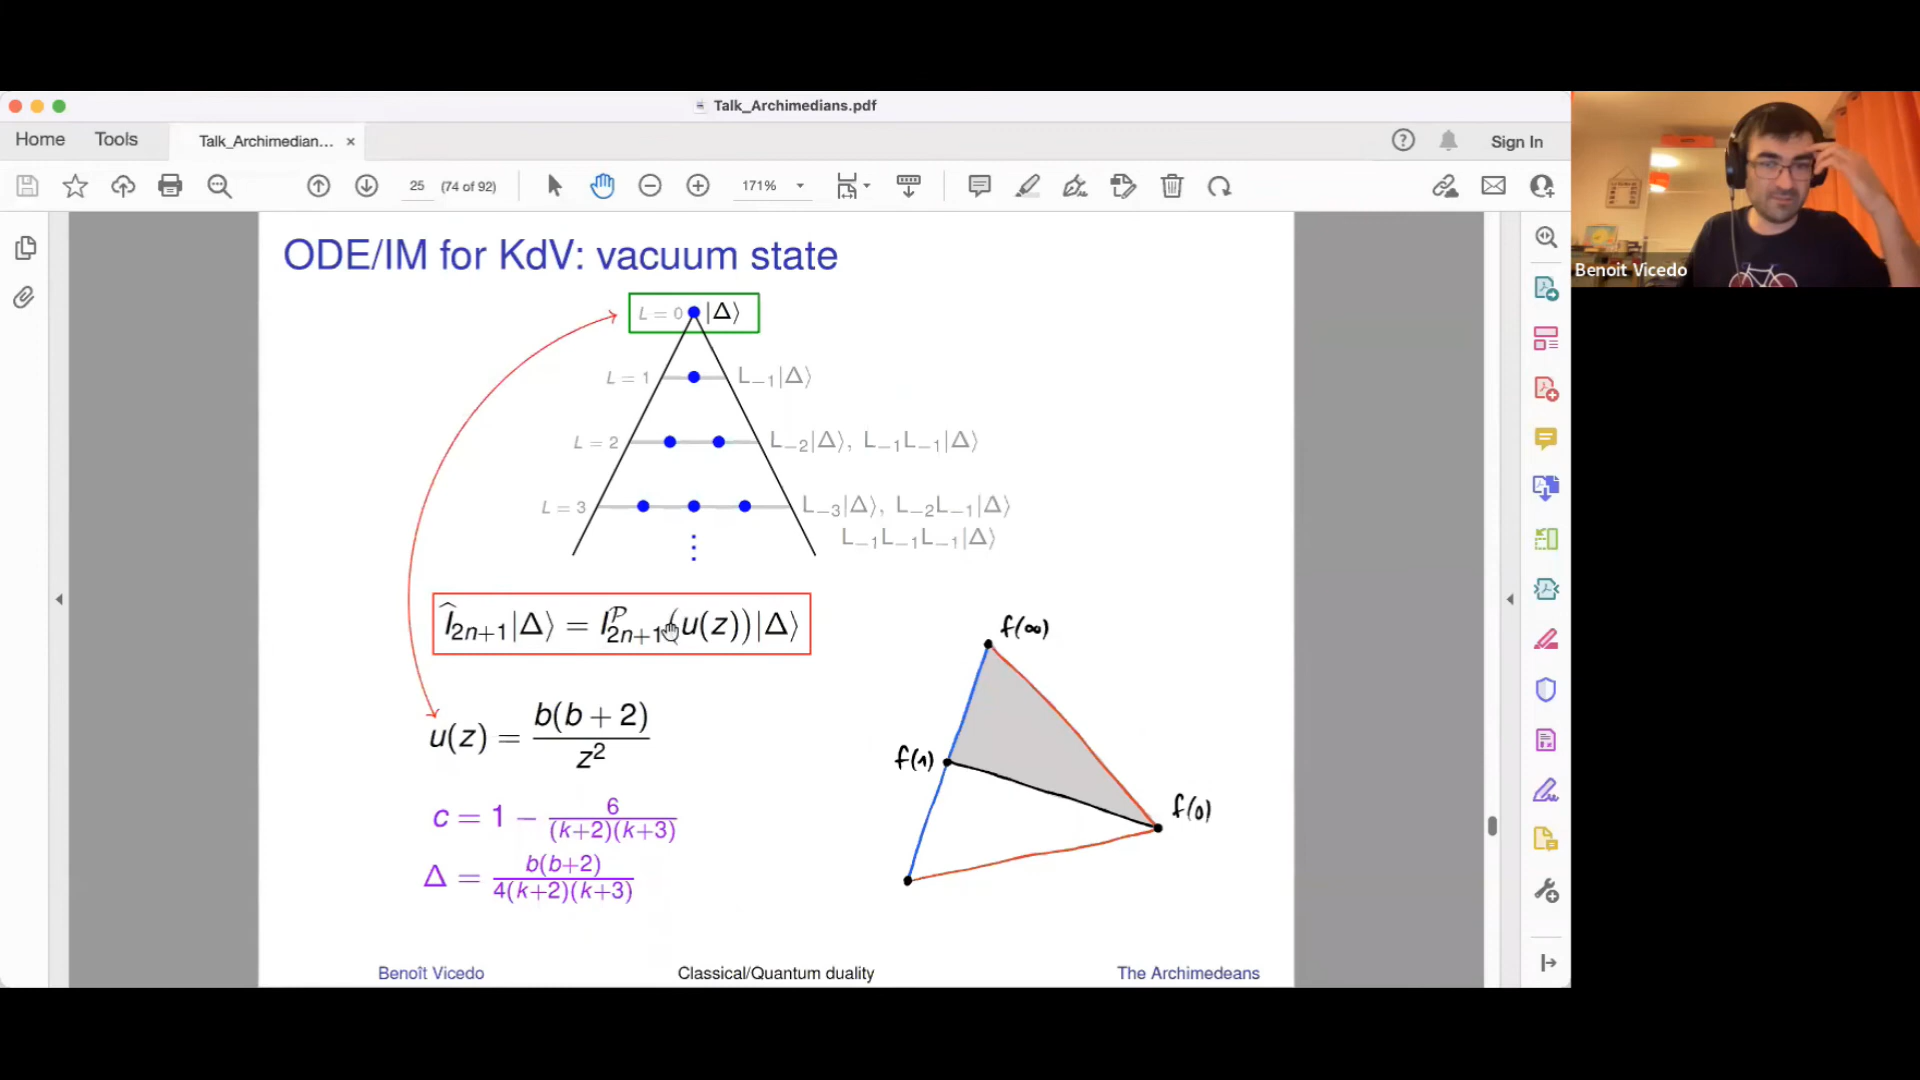 Talk_Archimedians.pdf
Home Tools Talk_Archimedian... × Sign In
25 (74 of 92) 171%
Benoit Vicedo
ODE/IM for KdV: vacuum state
L = 0 |Δ⟩
L = 1 L₋₁|Δ⟩
L = 2 L₋₂|Δ⟩, L₋₁L₋₁|Δ⟩
L = 3 L₋₃|Δ⟩, L₋₂L₋₁|Δ⟩
L₋₁L₋₁L₋₁|Δ⟩
⋮
Î₂ₙ₊₁|Δ⟩ = I^𝒫₂ₙ₊₁(u(z))|Δ⟩
f(∞)
u(z) = b(b + 2) / z²
f(1)
f(0)
c = 1 − 6 / (k+2)(k+3)
Δ = b(b+2) / 4(k+2)(k+3)
Benoît Vicedo Classical/Quantum duality The Archimedeans